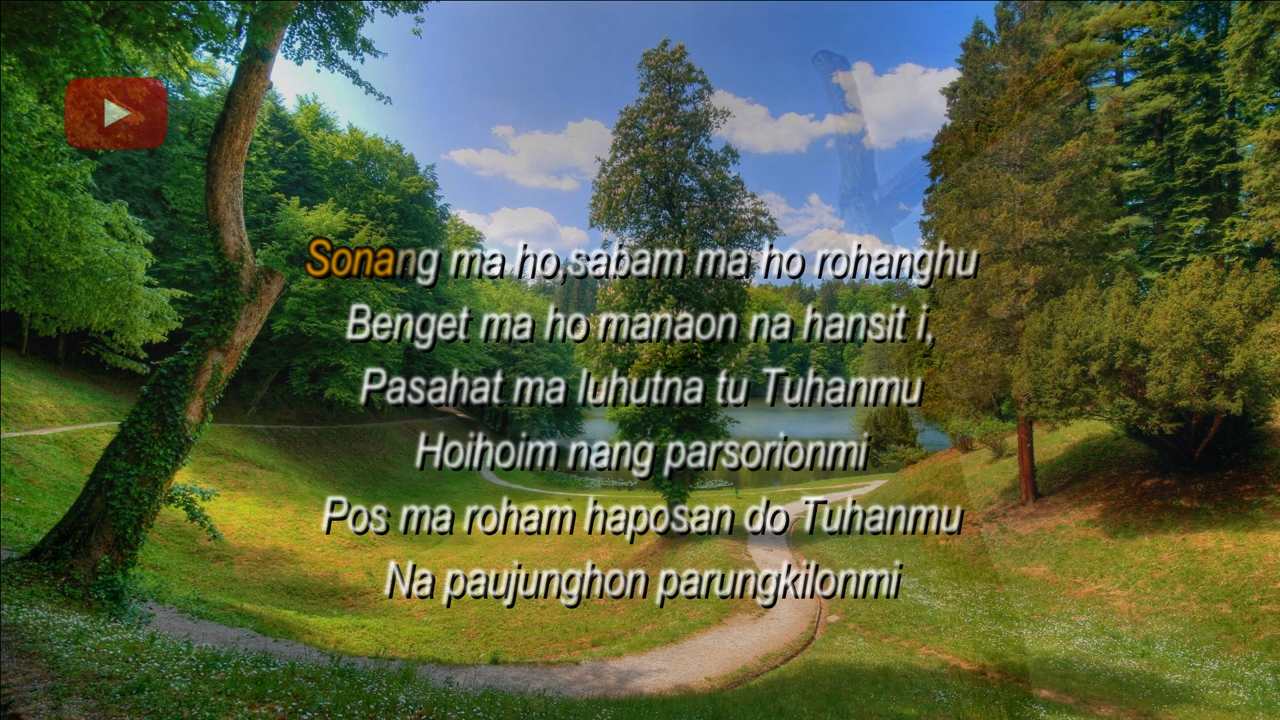 Sonang ma ho,sabam ma ho rohanghu
Benget ma ho manaon na hansit i,
Pasahat ma luhutna tu Tuhanmu
Hoihoim nang parsorionmi
Pos ma roham haposan do Tuhanmu
Na paujunghon parungkilonmi